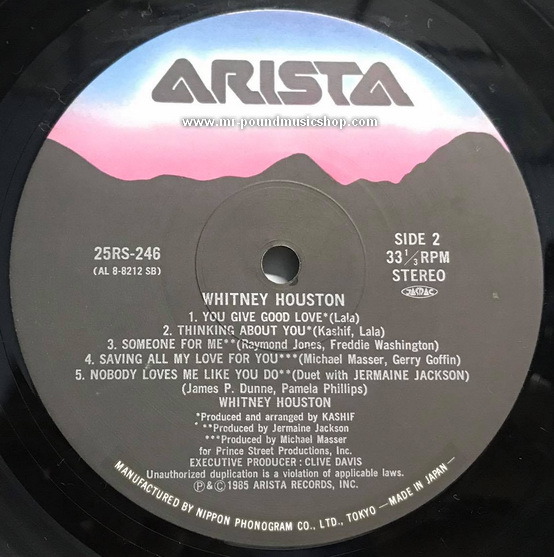 ARISTA
www.mr-poundmusicshop.com
25RS-246
(AL 8-8212 SB)
SIDE 2
33 1/3 RPM
STEREO
WHITNEY HOUSTON
1. YOU GIVE GOOD LOVE*(Lala)
2. THINKING ABOUT YOU*(Kashif, Lala)
3. SOMEONE FOR ME**(Raymond Jones, Freddie Washington)
4. SAVING ALL MY LOVE FOR YOU***(Michael Masser, Gerry Goffin)
5. NOBODY LOVES ME LIKE YOU DO**(Duet with JERMAINE JACKSON)
(James P. Dunne, Pamela Phillips)
WHITNEY HOUSTON
*Produced and arranged by KASHIF
**Produced by Jermaine Jackson
***Produced by Michael Masser
for Prince Street Productions, Inc.
EXECUTIVE PRODUCER : CLIVE DAVIS
Unauthorized duplication is a violation of applicable laws.
Ⓟ&Ⓒ1985 ARISTA RECORDS, INC.
MANUFACTURED BY NIPPON PHONOGRAM CO., LTD., TOKYO —MADE IN JAPAN—